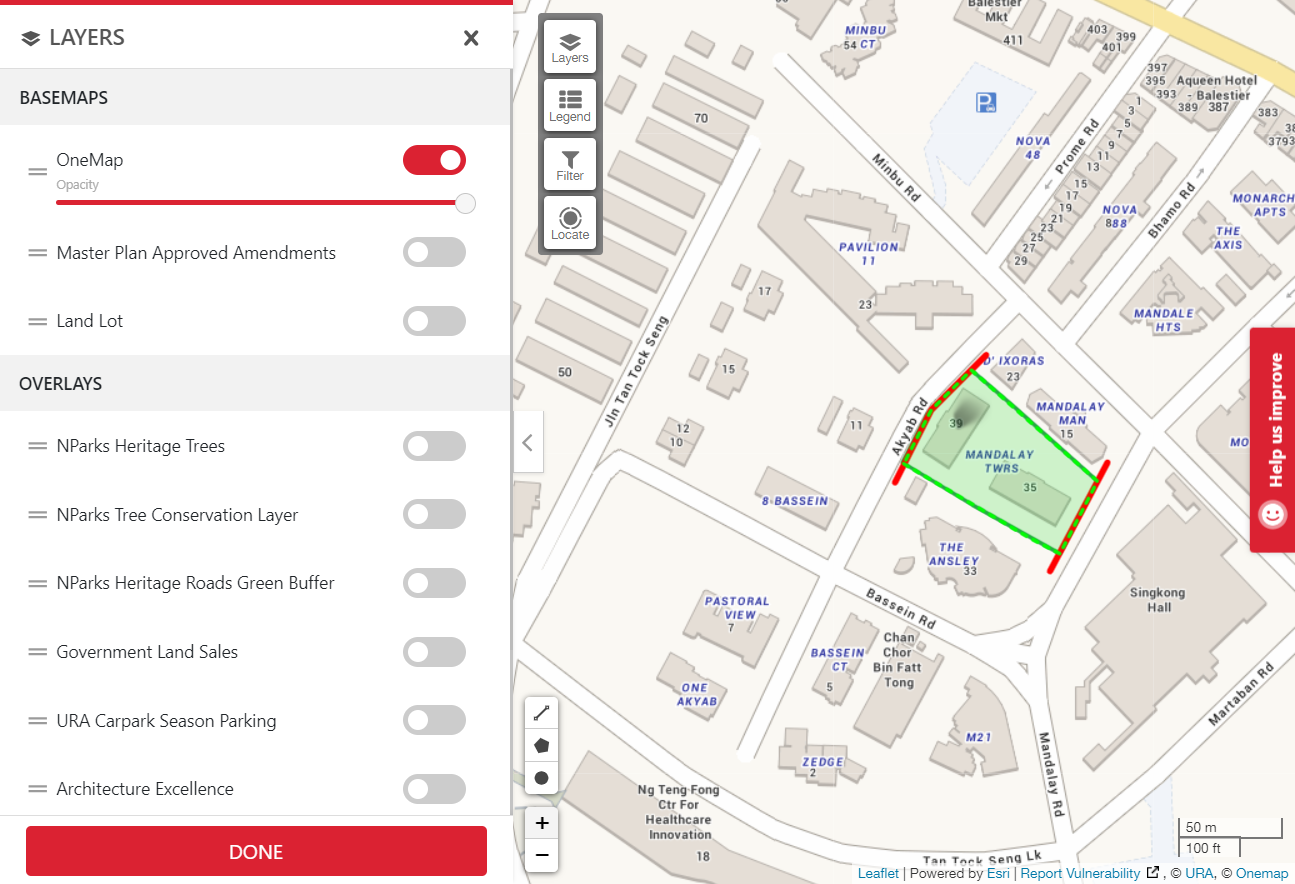 LAYERS
BASEMAPS
OneMap
Opacity
Master Plan Approved Amendments
Land Lot
OVERLAYS
NParks Heritage Trees
NParks Tree Conservation Layer
NParks Heritage Roads Green Buffer
Government Land Sales
URA Carpark Season Parking
Architecture Excellence
DONE
Layers
Legend
Filter
Locate
Balestier
Mkt
411
MINBU
54 CT
403
399
401
397
395
393
Aqueen Hotel
- Balestier
389
387
383
38
3793
P
NOVA
48
Prome Rd
1
3
5
7
9
11
13
15
17
19
21
23
25
27
29
70
Minbu Rd
NOVA
888
Bhamo Rd
MONARCH
APTS
THE
AXIS
PAVILION
11
23
17
MANDALE
HTS
Jln Tan Tock Seng
50
15
D' IXORAS
23
MANDALAY
MAN
15
Akyab Rd
39
MANDALAY
TWRS
35
12
10
11
MO
8 BASSEIN
THE
ANSLEY
33
Bassein Rd
Singkong
Hall
PASTORAL
VIEW
7
BASSEIN
CT
5
Chan
Chor
Bin Fatt
Tong
ONE
AKYAB
M21
ZEDGE
2
Mandalay Rd
Martaban Rd
Ng Teng Fong
Ctr For
Healthcare
Innovation
18
Tan Tock Seng Lk
Help us improve
+
−
50 m
100 ft
Leaflet | Powered by Esri | Report Vulnerability , © URA, © Onemap